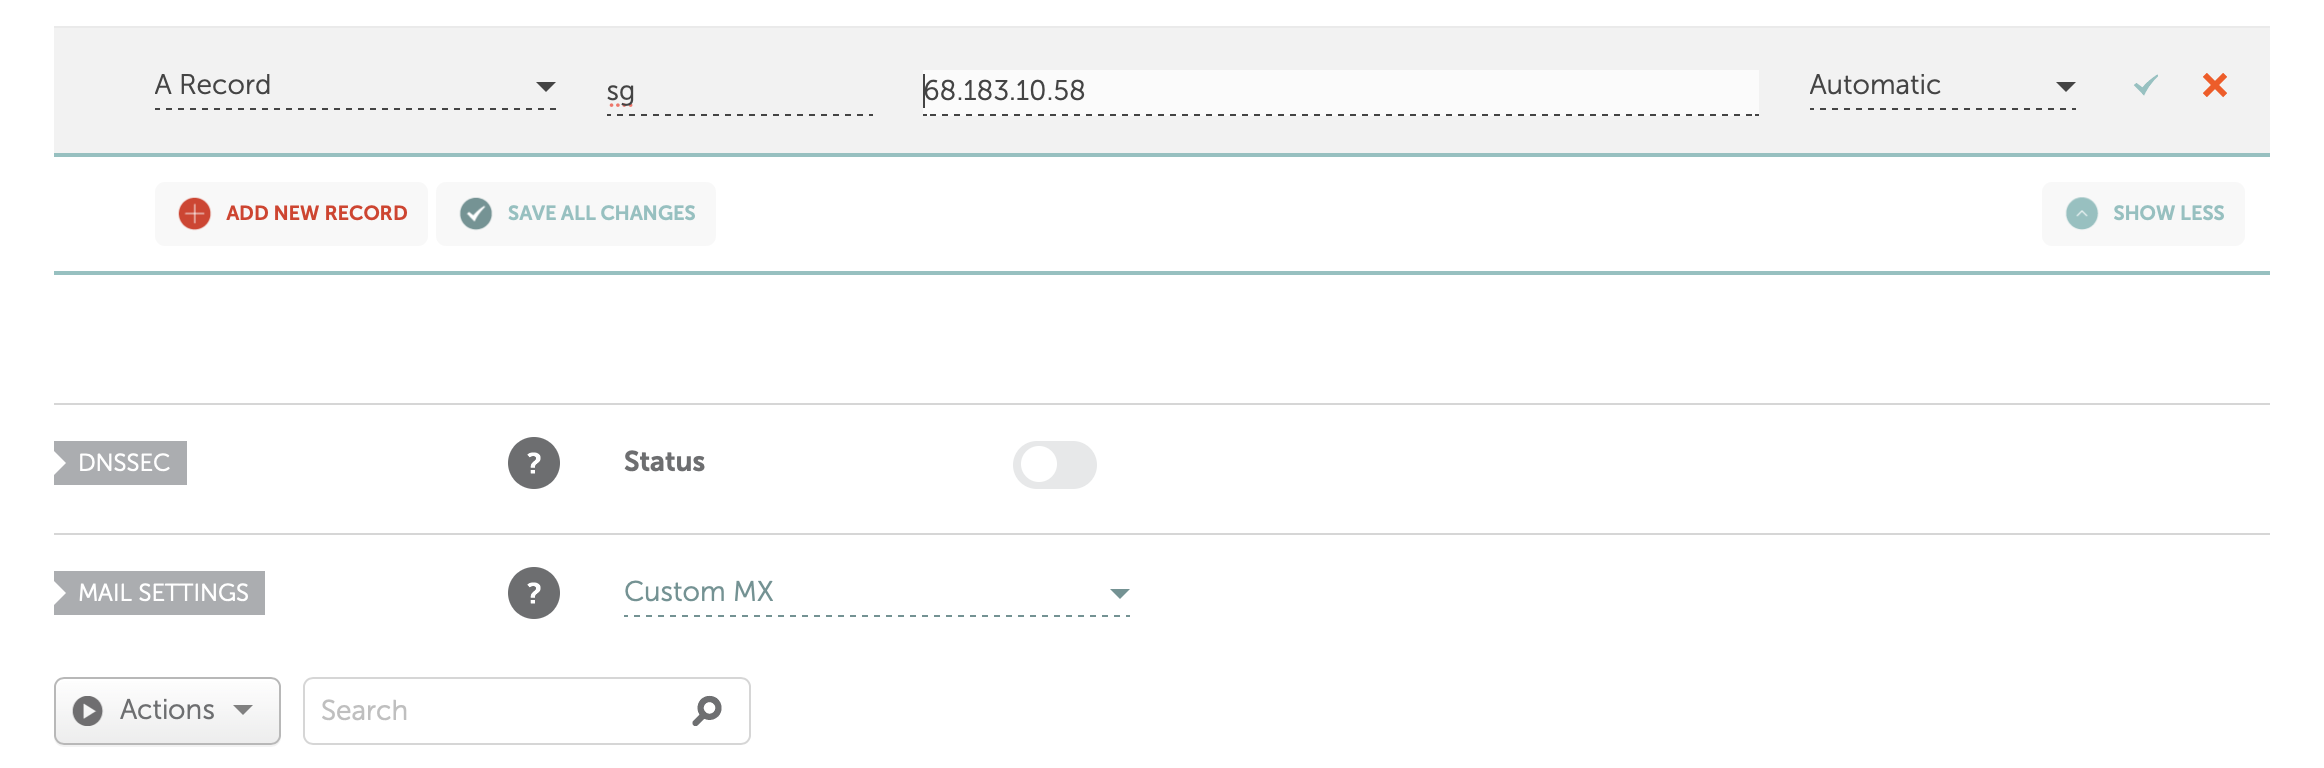 A Record sg 68.183.10.58 Automatic
ADD NEW RECORD SAVE ALL CHANGES SHOW LESS
DNSSEC ? Status
MAIL SETTINGS ? Custom MX
Actions Search